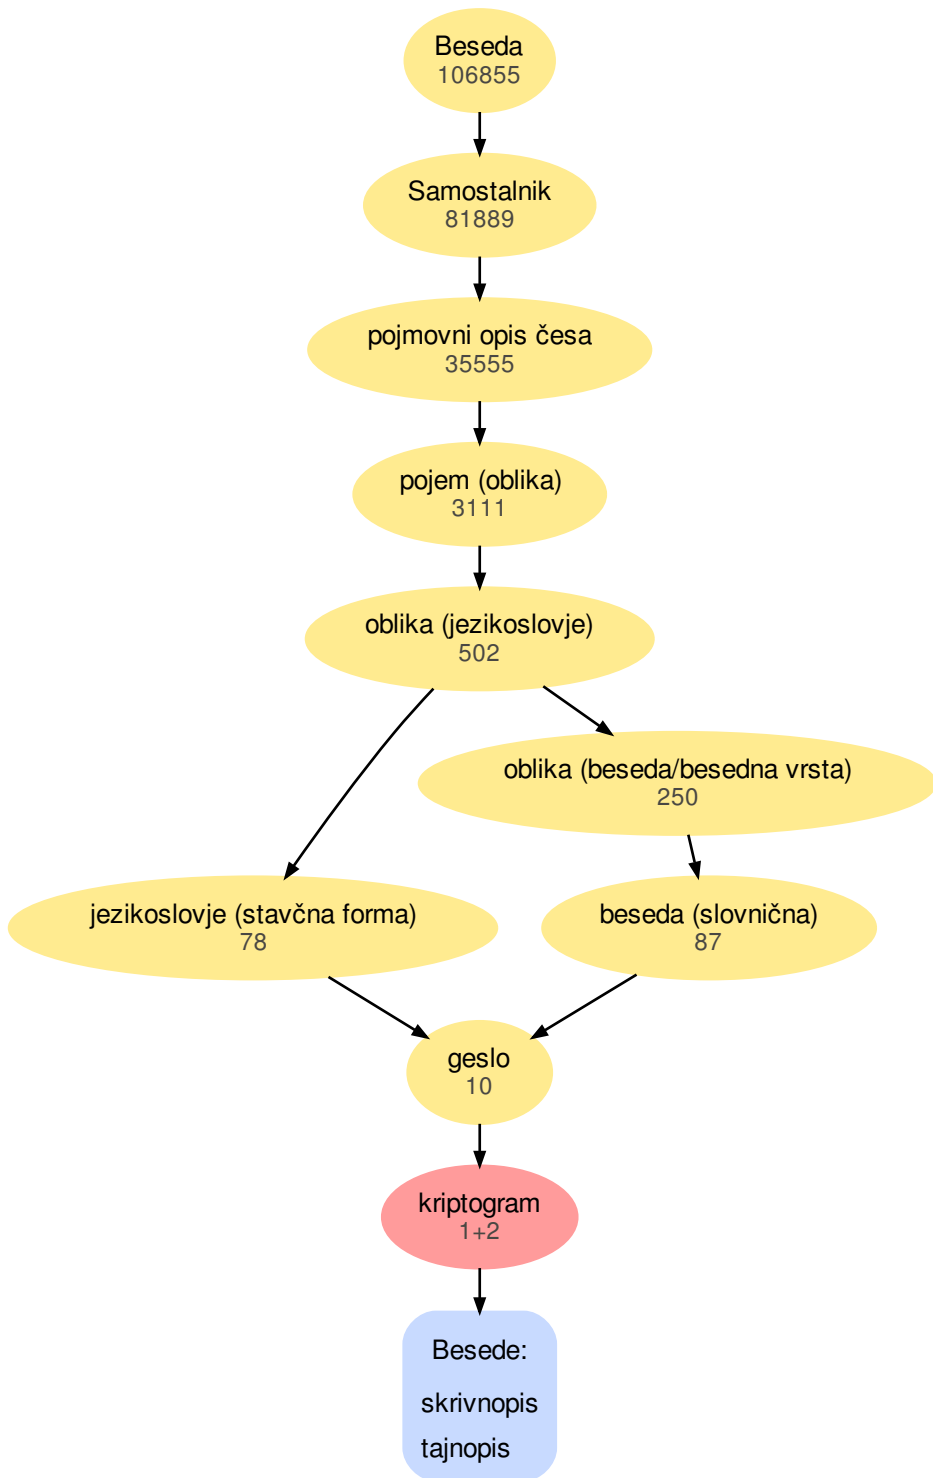 Beseda
106855
Samostalnik
81889
pojmovni opis česa
35555
pojem (oblika)
3111
oblika (jezikoslovje)
502
oblika (beseda/besedna vrsta)
250
jezikoslovje (stavčna forma)
78
beseda (slovnična)
87
geslo
10
kriptogram
1+2
Besede:
skrivnopis
tajnopis